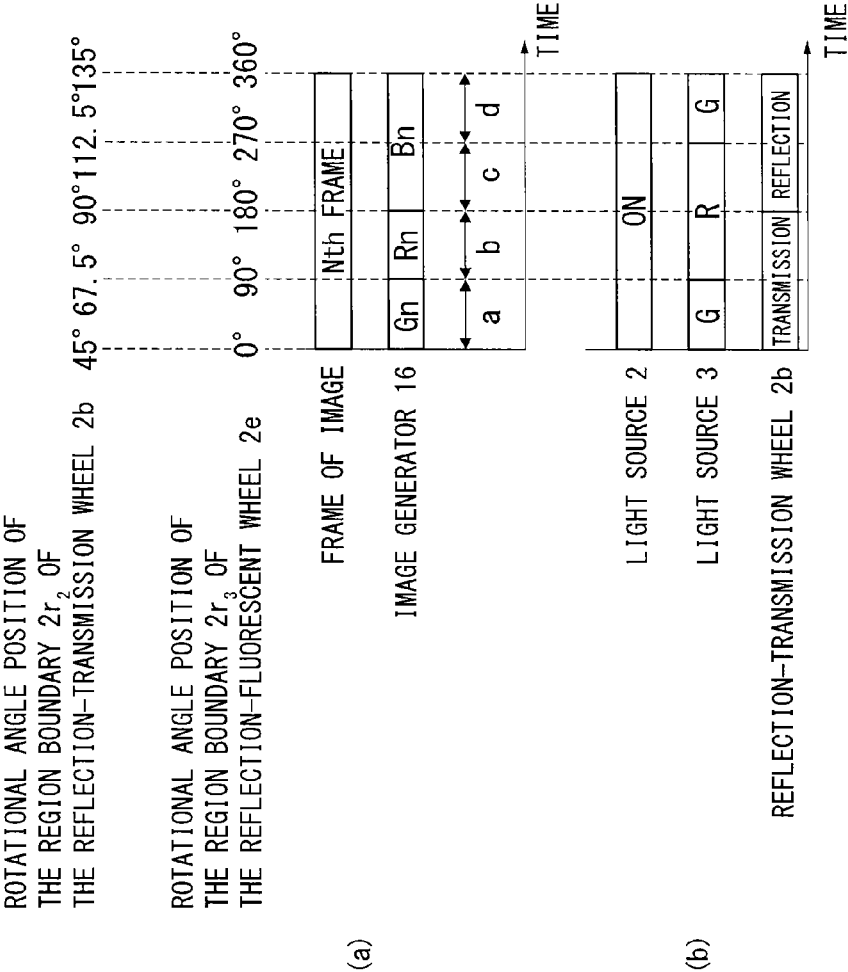 ROTATIONAL ANGLE POSITION OF
THE REGION BOUNDARY 2r₂ OF
THE REFLECTION-TRANSMISSION WHEEL 2b 45° 67. 5° 90° 112. 5° 135°
ROTATIONAL ANGLE POSITION OF
THE REGION BOUNDARY 2r₃ OF
THE REFLECTION-FLUORESCENT WHEEL 2e 0° 90° 180° 270° 360°
(a)
FRAME OF IMAGE Nth FRAME
IMAGE GENERATOR 16 Gn Rn Bn
a b c d
TIME
(b)
LIGHT SOURCE 2 ON
LIGHT SOURCE 3 G R G
REFLECTION-TRANSMISSION WHEEL 2b TRANSMISSION REFLECTION
TIME